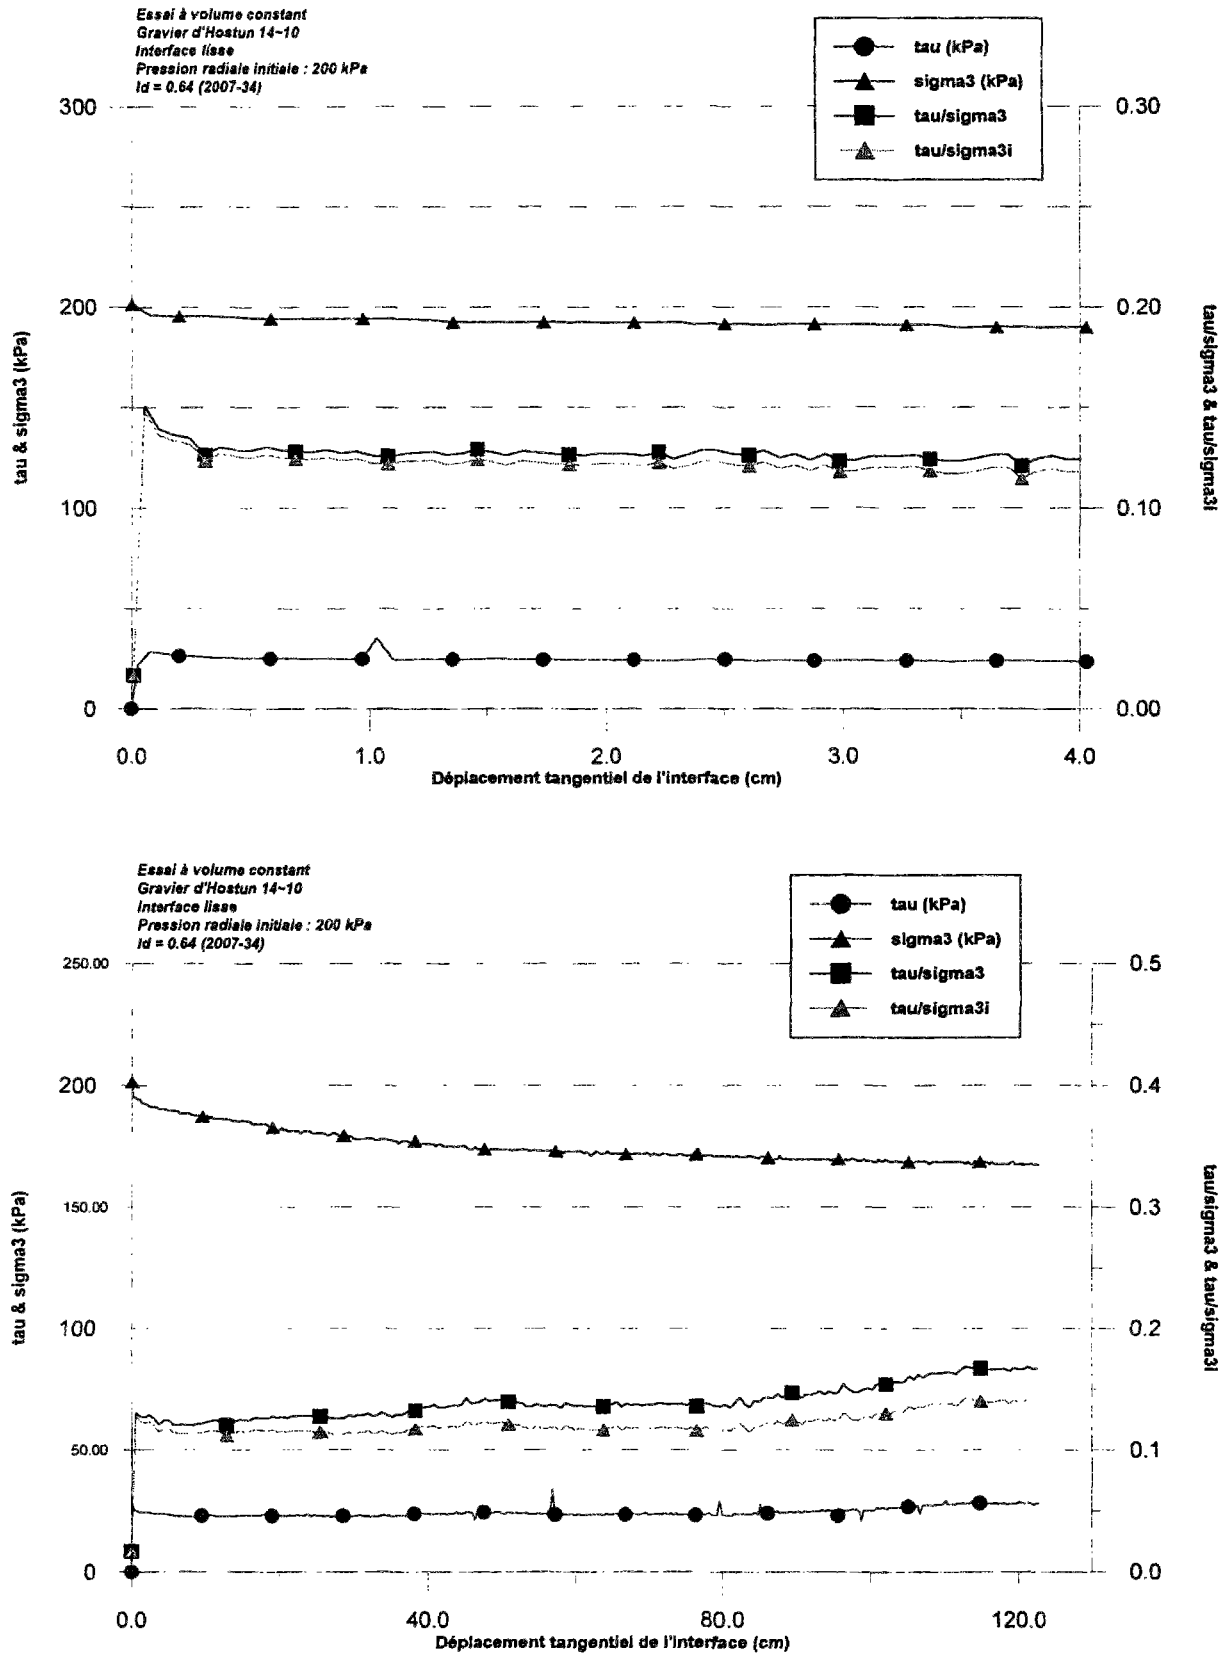 Essai à volume constant
Gravier d'Hostun 14~10
Interface lisse
Pression radiale initiale : 200 kPa
Id = 0.64 (2007-34)
tau (kPa)
sigma3 (kPa)
tau/sigma3
tau/sigma3i
300
200
100
0
0.30
0.20
0.10
0.00
tau & sigma3 (kPa)
tau/sigma3 & tau/sigma3i
0.0
1.0
2.0
3.0
4.0
Déplacement tangentiel de l'interface (cm)
Essai à volume constant
Gravier d'Hostun 14~10
Interface lisse
Pression radiale initiale : 200 kPa
Id = 0.64 (2007-34)
tau (kPa)
sigma3 (kPa)
tau/sigma3
tau/sigma3i
250.00
200
150.00
100
50.00
0
0.5
0.4
0.3
0.2
0.1
0.0
tau & sigma3 (kPa)
tau/sigma3 & tau/sigma3i
0.0
40.0
80.0
120.0
Déplacement tangentiel de l'interface (cm)